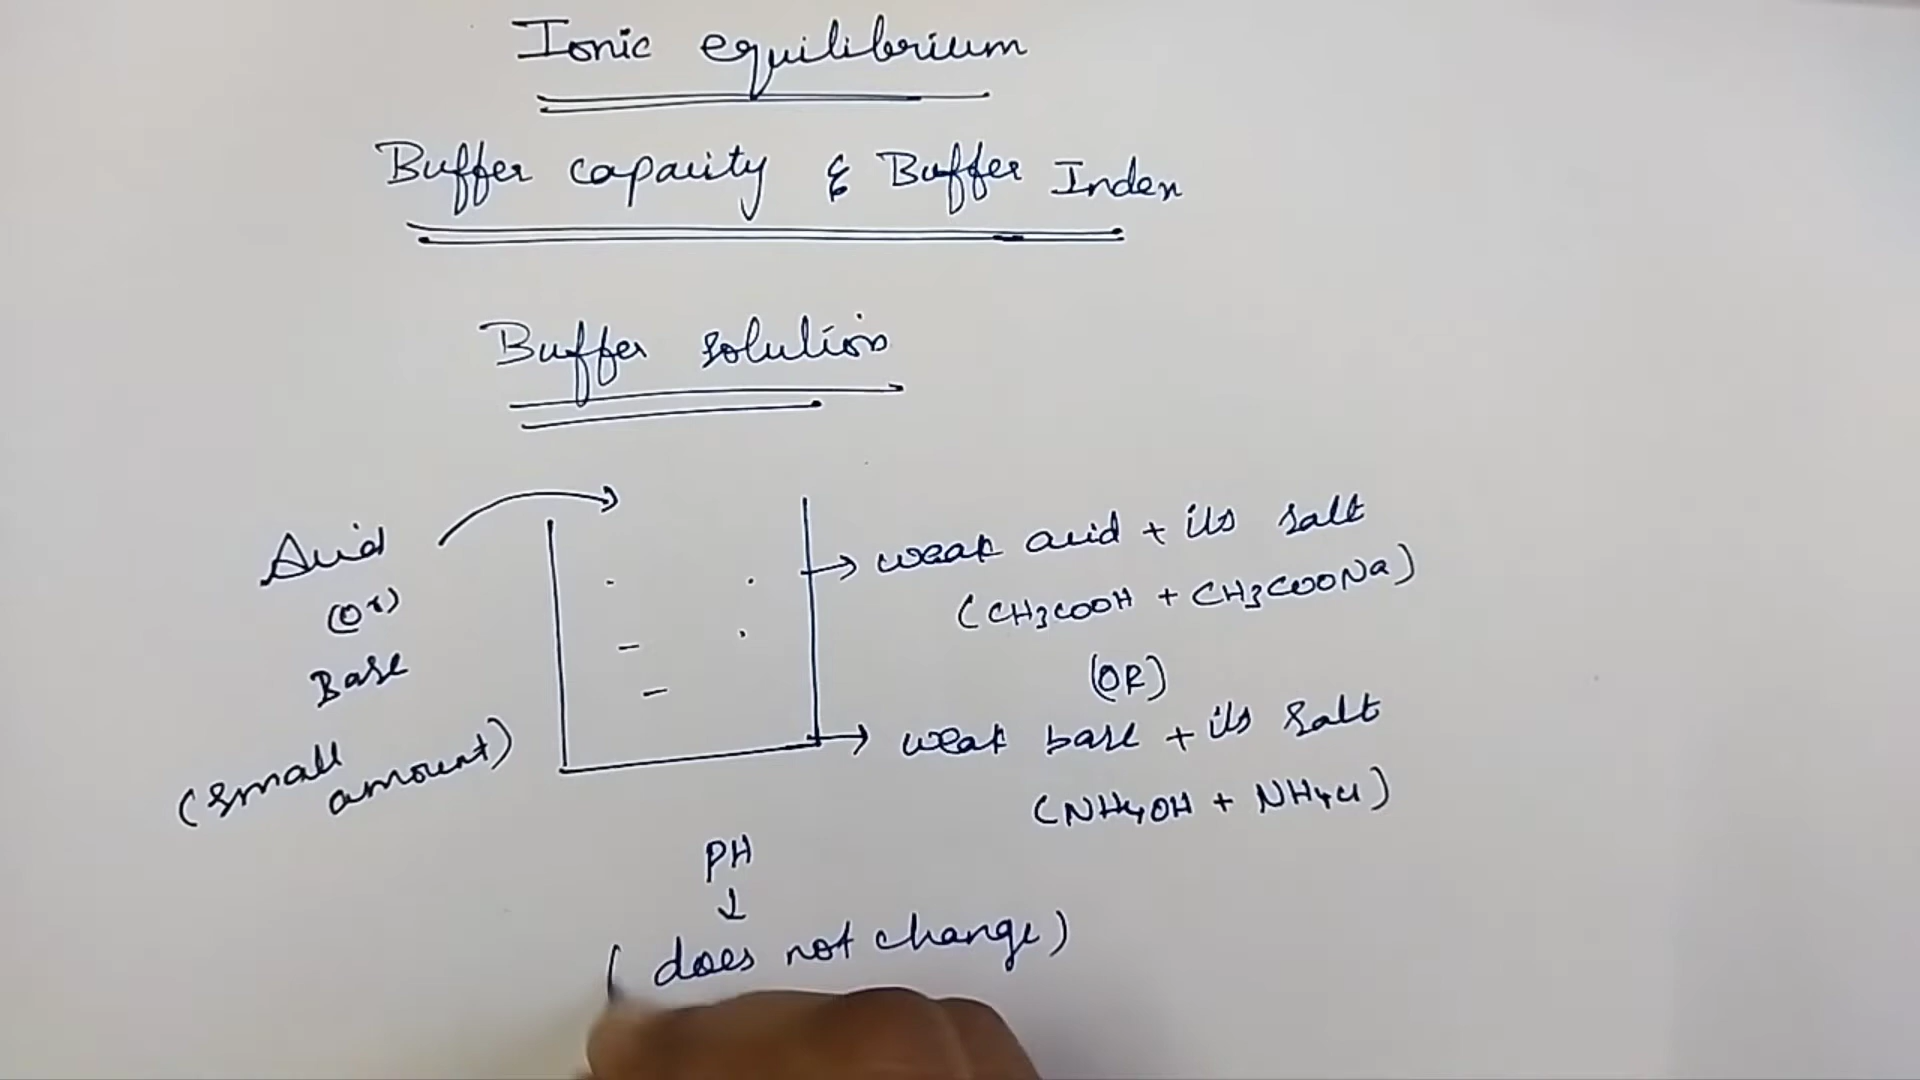 Ionic equilibrium
Buffer capacity & Buffer Index
Buffer solution
Acid
(Or)
Base
(small
amount)
weak acid + its salt
(CH3COOH + CH3COONa)
(OR)
weak base + its salt
(NH4OH + NH4Cl)
PH
↓
( does not change)